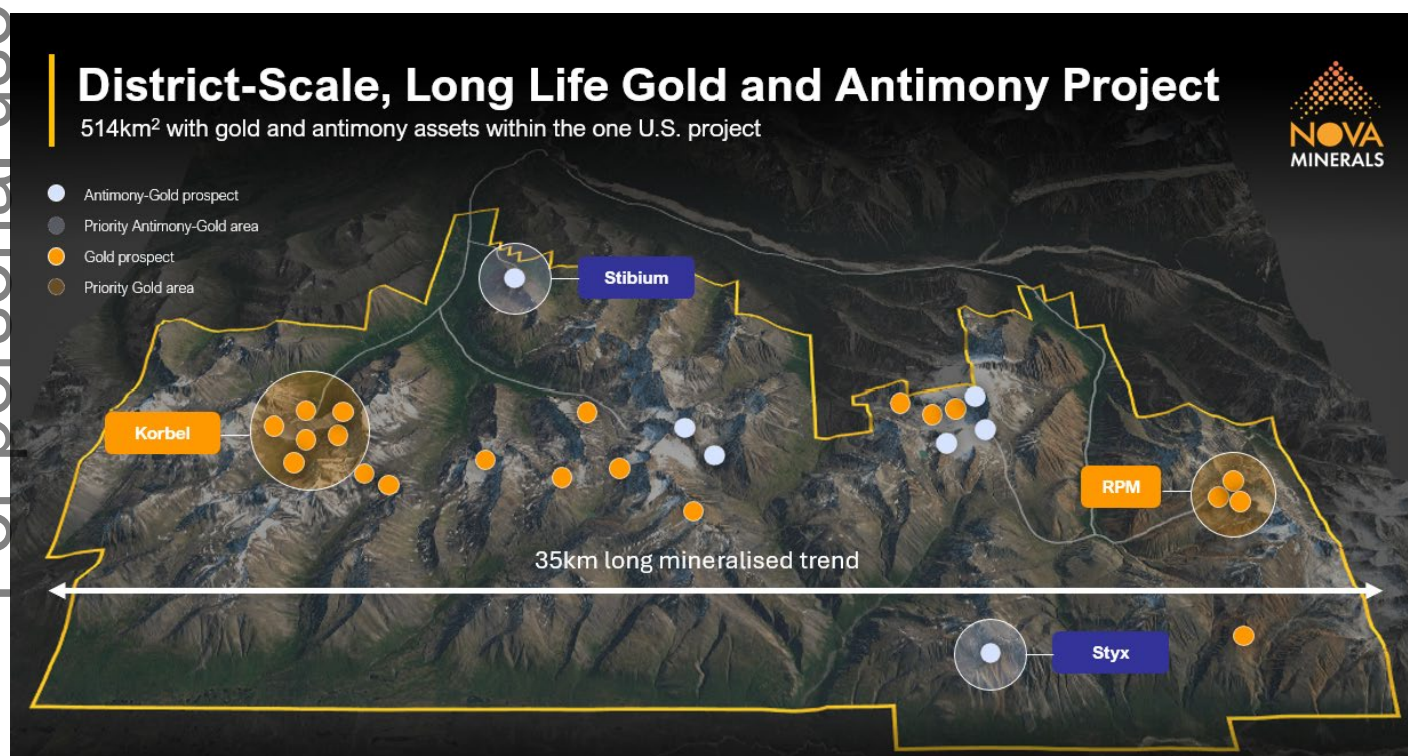 District-Scale, Long Life Gold and Antimony Project
514km² with gold and antimony assets within the one U.S. project
NOVA
MINERALS
Antimony-Gold prospect
Priority Antimony-Gold area
Gold prospect
Priority Gold area
Stibium
Korbel
RPM
35km long mineralised trend
Styx